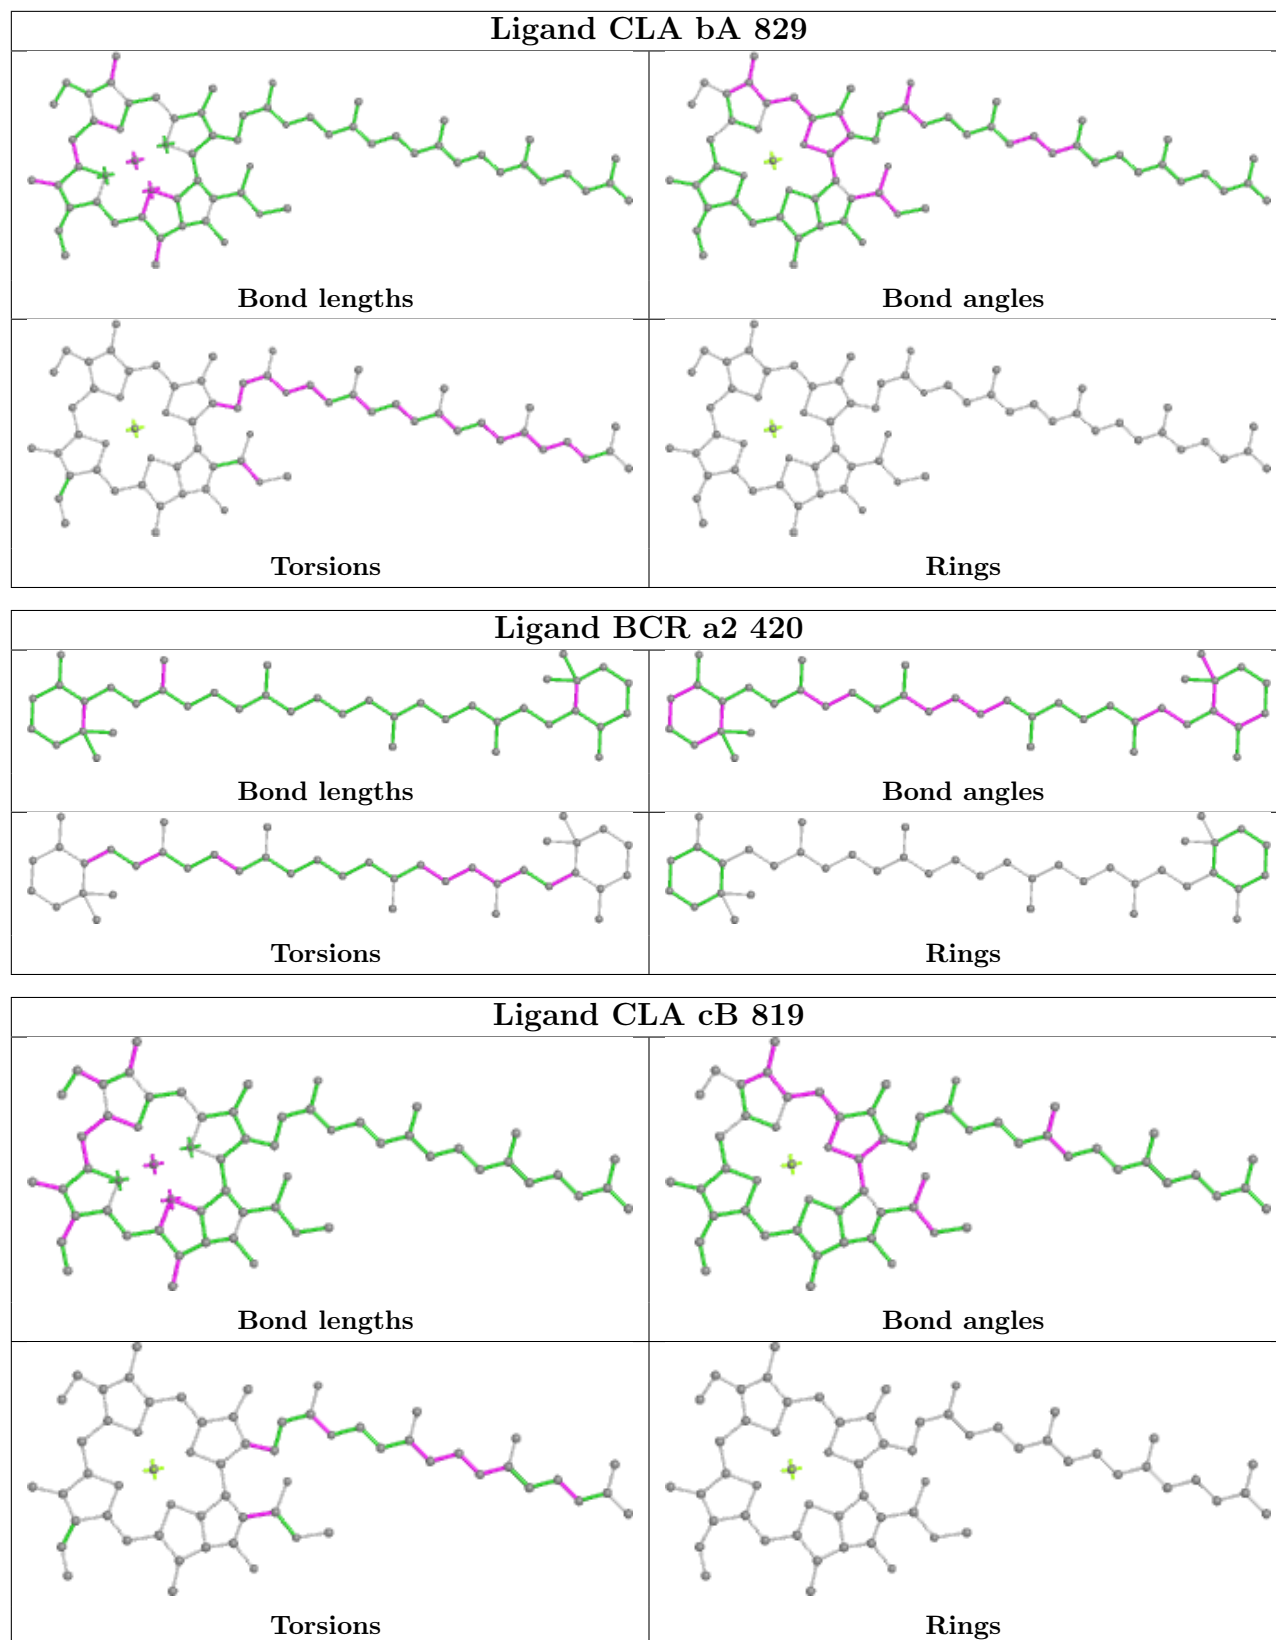 Ligand CLA bA 829
Bond lengths
Bond angles
Torsions
Rings
Ligand BCR a2 420
Bond lengths
Bond angles
Torsions
Rings
Ligand CLA cB 819
Bond lengths
Bond angles
Torsions
Rings